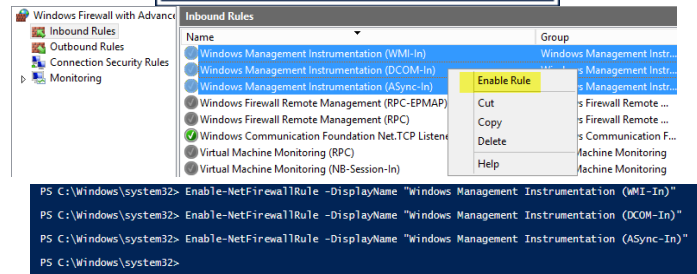 Windows Firewall with Advance
Inbound Rules
Inbound Rules
Outbound Rules
Connection Security Rules
Monitoring
Name
Group
Windows Management Instrumentation (WMI-In)
Windows Management Instr...
Windows Management Instrumentation (DCOM-In)
Management Instr...
Windows Management Instrumentation (ASync-In)
Management Instr...
Windows Firewall Remote Management (RPC-EPMAP)
s Firewall Remote ...
Windows Firewall Remote Management (RPC)
s Firewall Remote ...
Windows Communication Foundation Net.TCP Listene
s Communication F...
Virtual Machine Monitoring (RPC)
Machine Monitoring
Virtual Machine Monitoring (NB-Session-In)
Machine Monitoring
Enable Rule
Cut
Copy
Delete
Help
PS C:\Windows\system32> Enable-NetFirewallRule -DisplayName "Windows Management Instrumentation (WMI-In)"
PS C:\Windows\system32> Enable-NetFirewallRule -DisplayName "Windows Management Instrumentation (DCOM-In)"
PS C:\Windows\system32> Enable-NetFirewallRule -DisplayName "Windows Management Instrumentation (ASync-In)"
PS C:\Windows\system32>